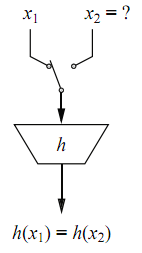 x₁ x₂ = ?
h
h(x₁) = h(x₂)